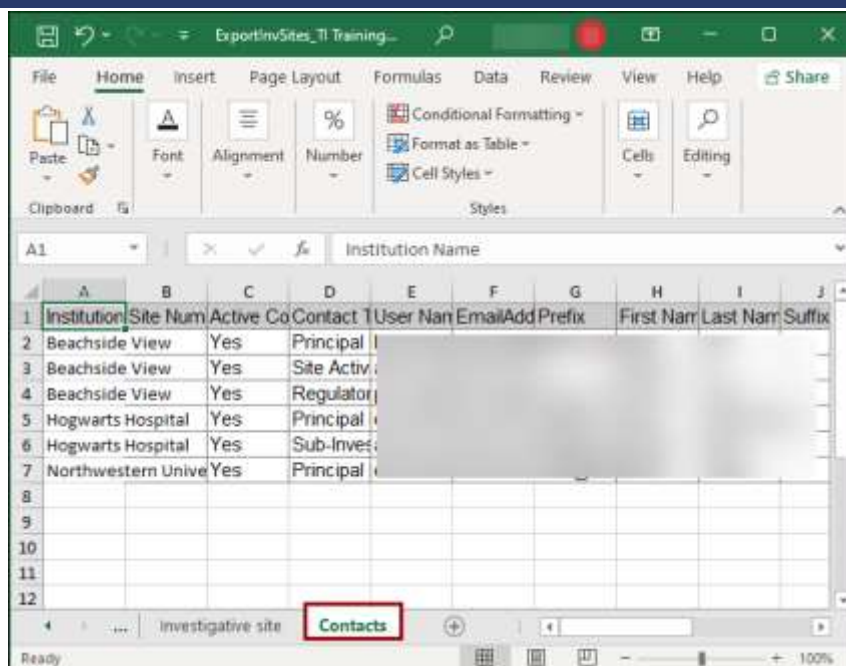 ExportInvSites_TI Training...
File Home Insert Page Layout Formulas Data Review View Help Share
Paste
Clipboard
Font
Alignment
%
Number
Conditional Formatting
Format as Table
Cell Styles
Styles
Cells
Editing
A1 fx Institution Name
A B C D E F G H I J
1 Institution Site Num Active Co Contact T User Nam EmailAdd Prefix First Nam Last Nam Suffix
2 Beachside View Yes Principal
3 Beachside View Yes Site Activ
4 Beachside View Yes Regulator
5 Hogwarts Hospital Yes Principal
6 Hogwarts Hospital Yes Sub-Inves
7 Northwestern Unive Yes Principal
8
9
10
11
12
... Investigative site Contacts
Ready 100%